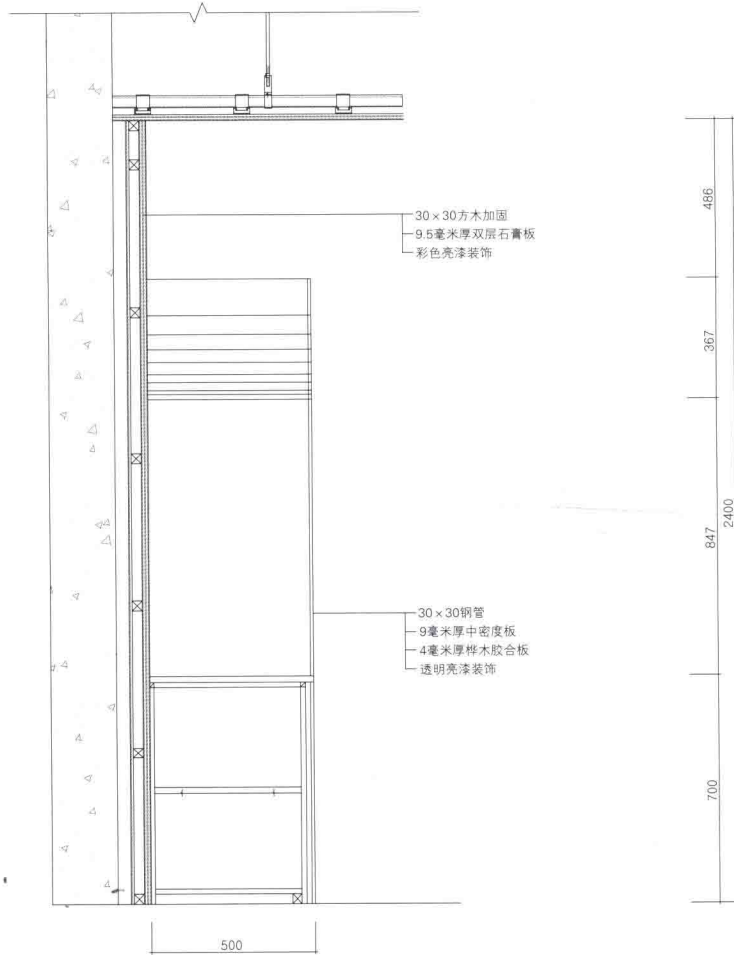 30×30方木加固
9.5毫米厚双层石膏板
彩色亮漆装饰
486
367
847
2400
30×30钢管
9毫米厚中密度板
4毫米厚桦木胶合板
透明亮漆装饰
700
500